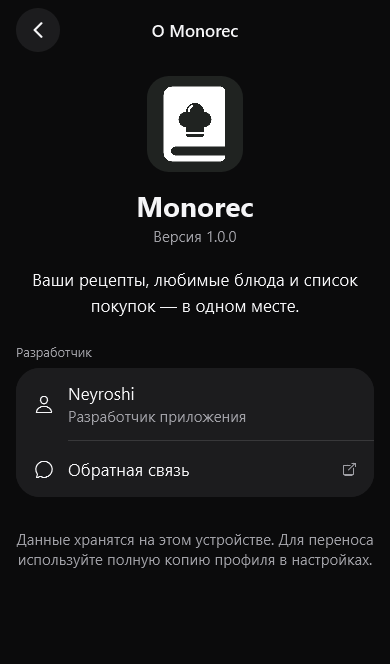 О Monorec
Monorec
Версия 1.0.0
Ваши рецепты, любимые блюда и список
покупок — в одном месте.
Разработчик
Neyroshi
Разработчик приложения
Обратная связь
Данные хранятся на этом устройстве. Для переноса
используйте полную копию профиля в настройках.